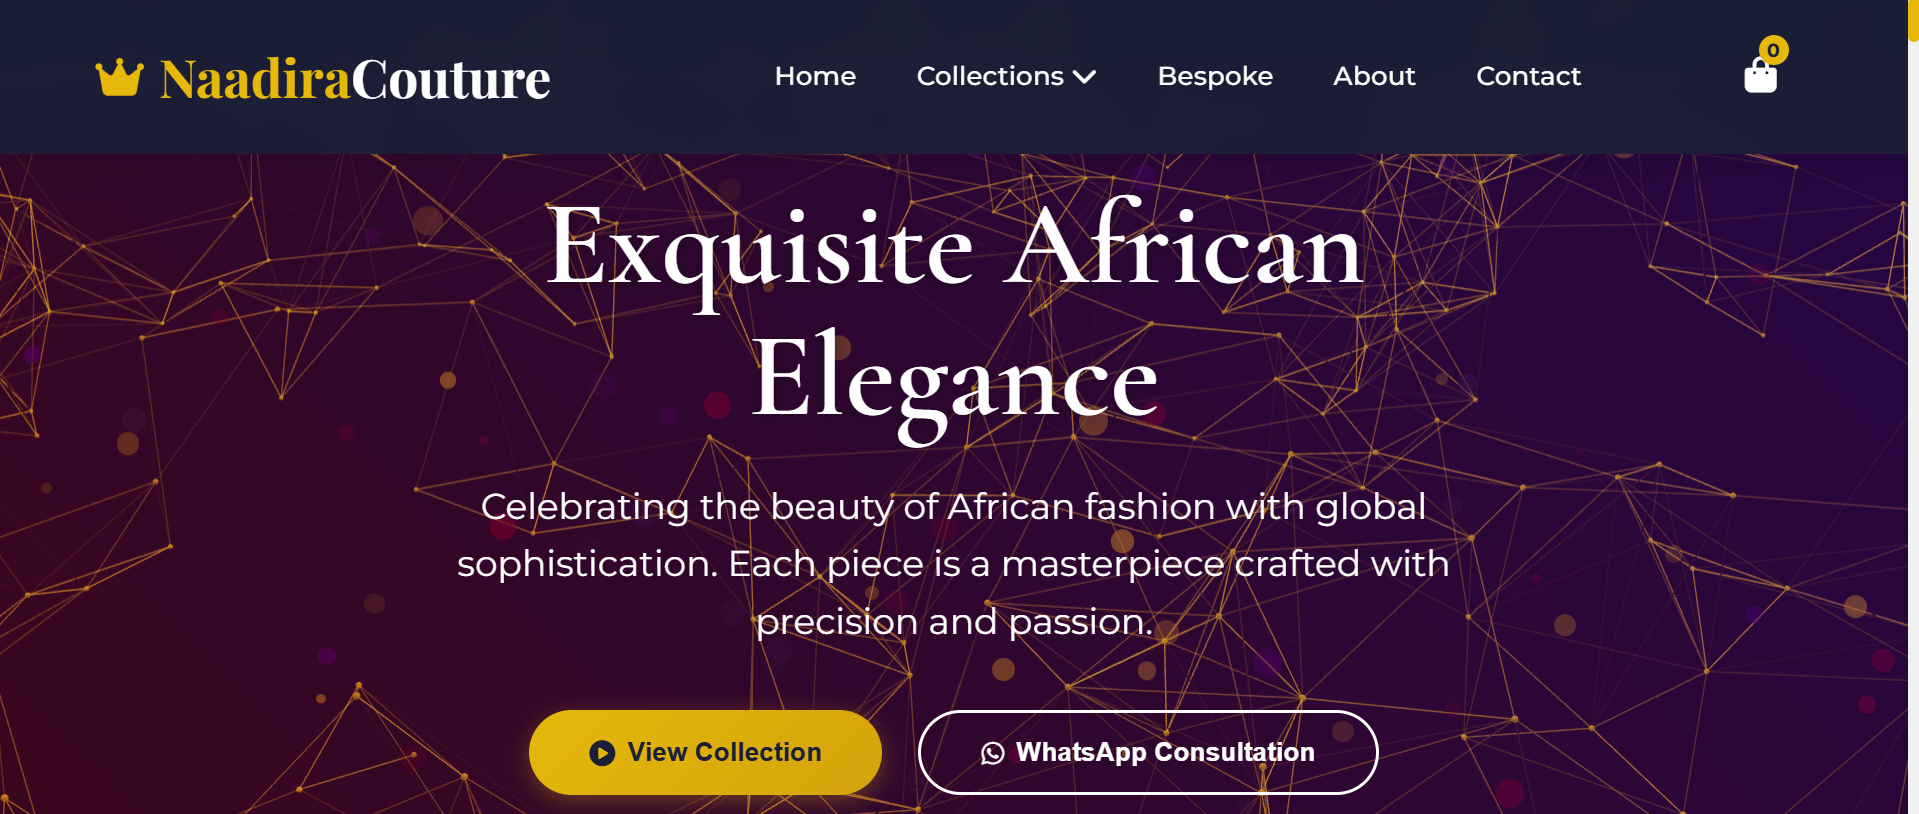 NaadiraCouture
Home Collections Bespoke About Contact
0
Exquisite African
Elegance
Celebrating the beauty of African fashion with global
sophistication. Each piece is a masterpiece crafted with
precision and passion.
View Collection WhatsApp Consultation